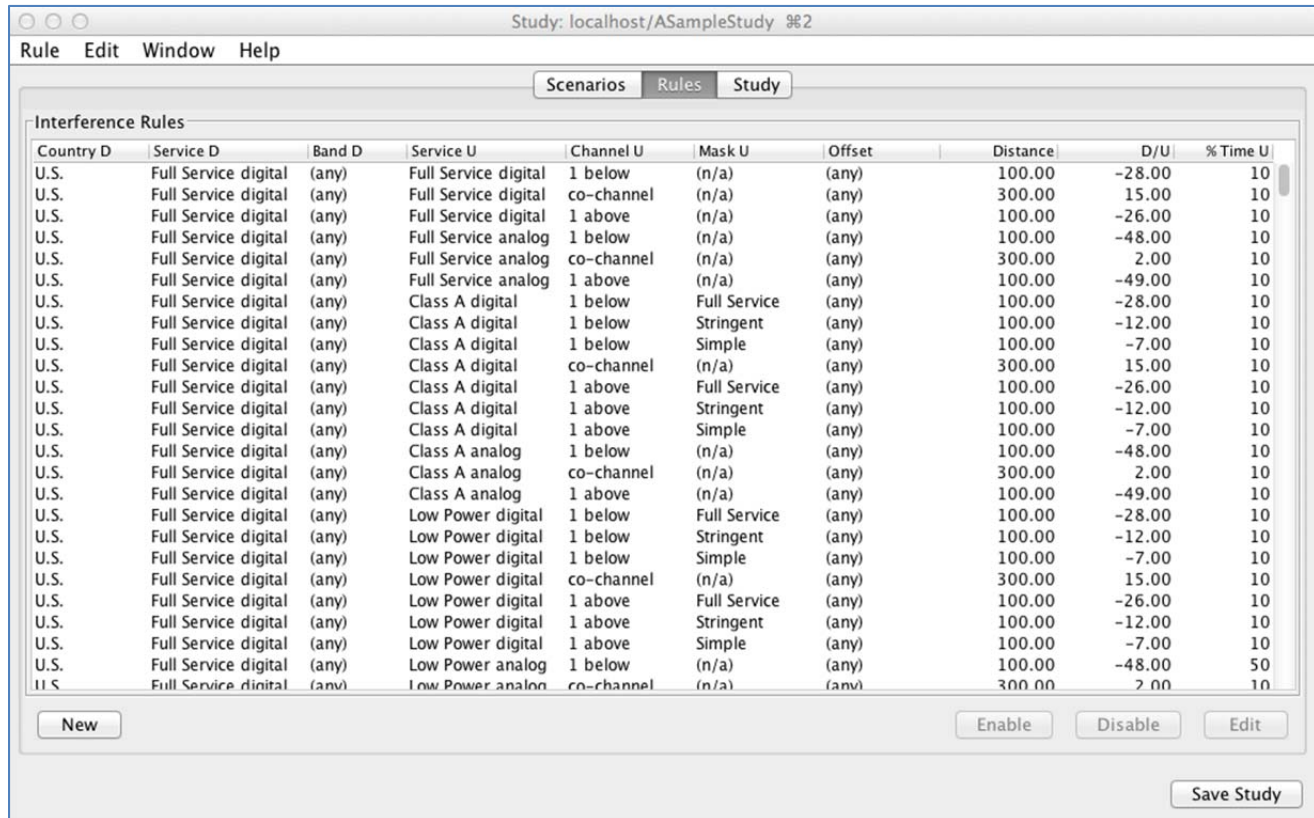 Study: localhost/ASampleStudy ⌘2
Rule Edit Window Help
Scenarios Rules Study
Interference Rules
Country D Service D Band D Service U Channel U Mask U Offset Distance D/U % Time U
U.S. Full Service digital (any) Full Service digital 1 below (n/a) (any) 100.00 -28.00 10
U.S. Full Service digital (any) Full Service digital co-channel (n/a) (any) 300.00 15.00 10
U.S. Full Service digital (any) Full Service digital 1 above (n/a) (any) 100.00 -26.00 10
U.S. Full Service digital (any) Full Service analog 1 below (n/a) (any) 100.00 -48.00 10
U.S. Full Service digital (any) Full Service analog co-channel (n/a) (any) 300.00 2.00 10
U.S. Full Service digital (any) Full Service analog 1 above (n/a) (any) 100.00 -49.00 10
U.S. Full Service digital (any) Class A digital 1 below Full Service (any) 100.00 -28.00 10
U.S. Full Service digital (any) Class A digital 1 below Stringent (any) 100.00 -12.00 10
U.S. Full Service digital (any) Class A digital 1 below Simple (any) 100.00 -7.00 10
U.S. Full Service digital (any) Class A digital co-channel (n/a) (any) 300.00 15.00 10
U.S. Full Service digital (any) Class A digital 1 above Full Service (any) 100.00 -26.00 10
U.S. Full Service digital (any) Class A digital 1 above Stringent (any) 100.00 -12.00 10
U.S. Full Service digital (any) Class A digital 1 above Simple (any) 100.00 -7.00 10
U.S. Full Service digital (any) Class A analog 1 below (n/a) (any) 100.00 -48.00 10
U.S. Full Service digital (any) Class A analog co-channel (n/a) (any) 300.00 2.00 10
U.S. Full Service digital (any) Class A analog 1 above (n/a) (any) 100.00 -49.00 10
U.S. Full Service digital (any) Low Power digital 1 below Full Service (any) 100.00 -28.00 10
U.S. Full Service digital (any) Low Power digital 1 below Stringent (any) 100.00 -12.00 10
U.S. Full Service digital (any) Low Power digital 1 below Simple (any) 100.00 -7.00 10
U.S. Full Service digital (any) Low Power digital co-channel (n/a) (any) 300.00 15.00 10
U.S. Full Service digital (any) Low Power digital 1 above Full Service (any) 100.00 -26.00 10
U.S. Full Service digital (any) Low Power digital 1 above Stringent (any) 100.00 -12.00 10
U.S. Full Service digital (any) Low Power digital 1 above Simple (any) 100.00 -7.00 10
U.S. Full Service digital (any) Low Power analog 1 below (n/a) (any) 100.00 -48.00 50
U.S. Full Service digital (any) Low Power analog co-channel (n/a) (any) 300.00 2.00 10
New Enable Disable Edit
Save Study